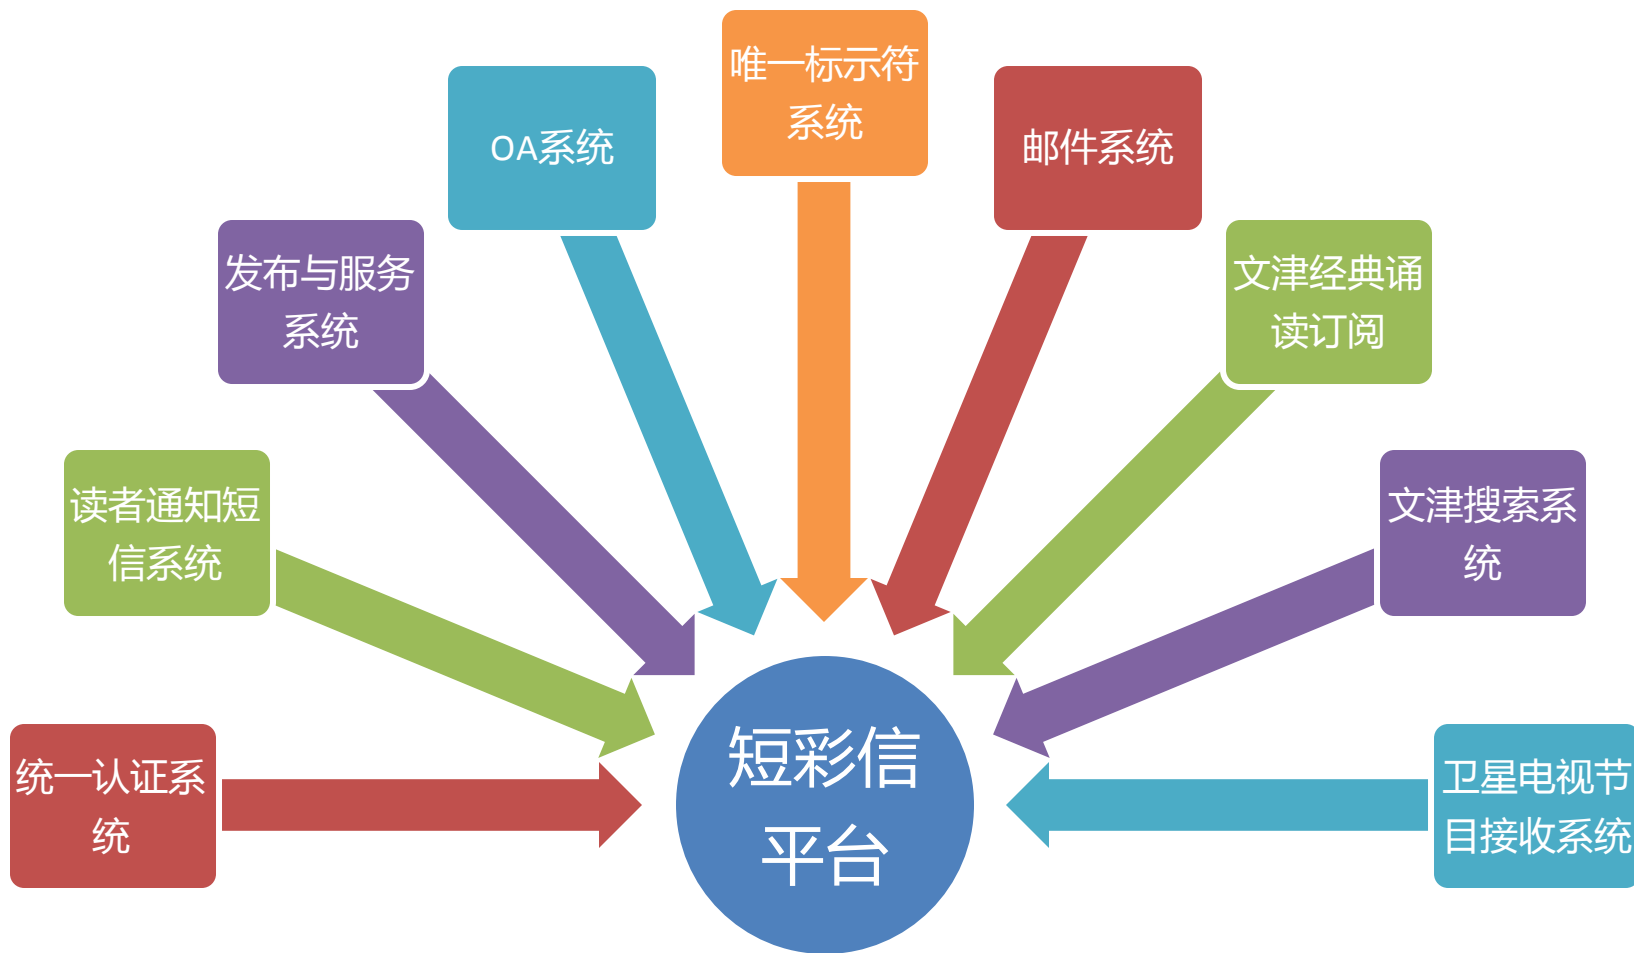 唯一标示符
系统
OA系统
邮件系统
发布与服务
系统
文津经典诵
读订阅
读者通知短
信系统
文津搜索系
统
统一认证系
统
短彩信
平台
卫星电视节
目接收系统